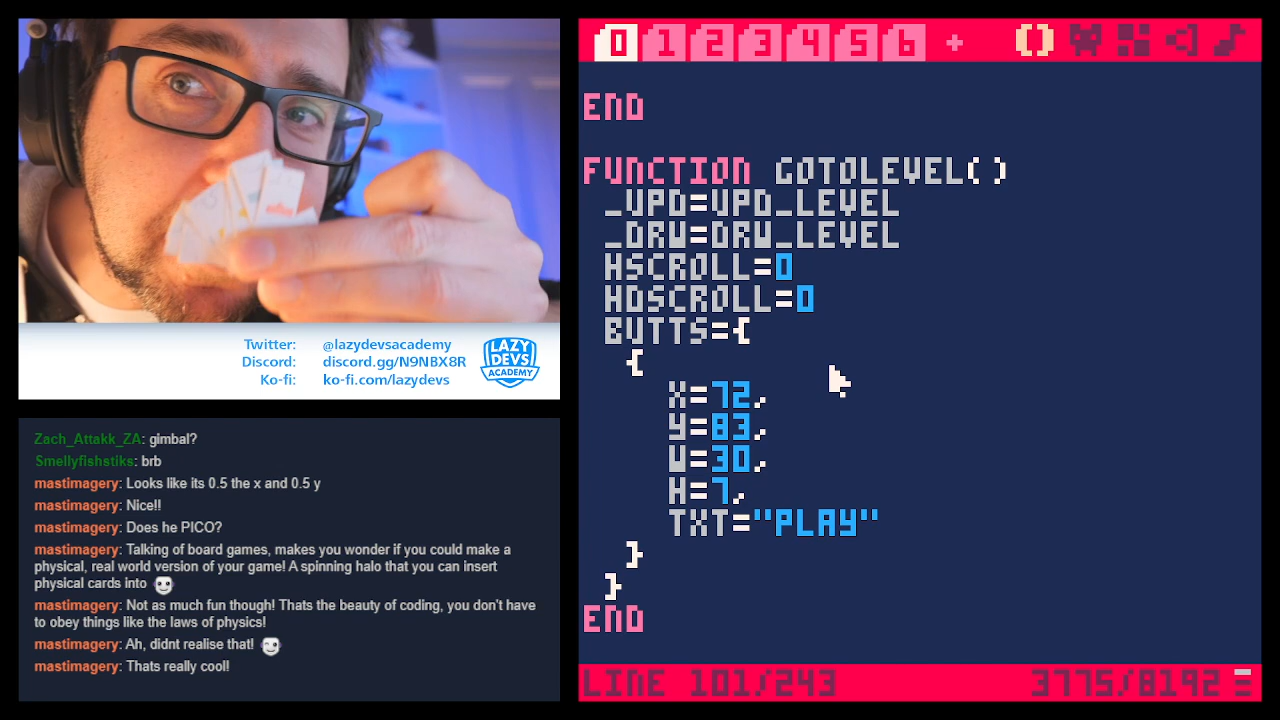 Twitter: @lazydevsacademy
Discord: discord.gg/N9NBX8R
Ko-fi: ko-fi.com/lazydevs
LAZY
DEVS
ACADEMY
Zach_Attakk_ZA: gimbal?
Smellyfishstiks: brb
mastimagery: Looks like its 0.5 the x and 0.5 y
mastimagery: Nice!!
mastimagery: Does he PICO?
mastimagery: Talking of board games, makes you wonder if you could make a
physical, real world version of your game! A spinning halo that you can insert
physical cards into
mastimagery: Not as much fun though! Thats the beauty of coding, you don't have
to obey things like the laws of physics!
mastimagery: Ah, didnt realise that!
mastimagery: Thats really cool!
0 1 2 3 4 5 6 + ()
END
FUNCTION GOTOLEVEL()
_UPD=UPD_LEVEL
_DRW=DRW_LEVEL
HSCROLL=0
HDSCROLL=0
BUTTS={
{
X=72,
Y=83,
W=30,
H=7,
TXT="PLAY"
}
}
END
LINE 101/243 3775/8192